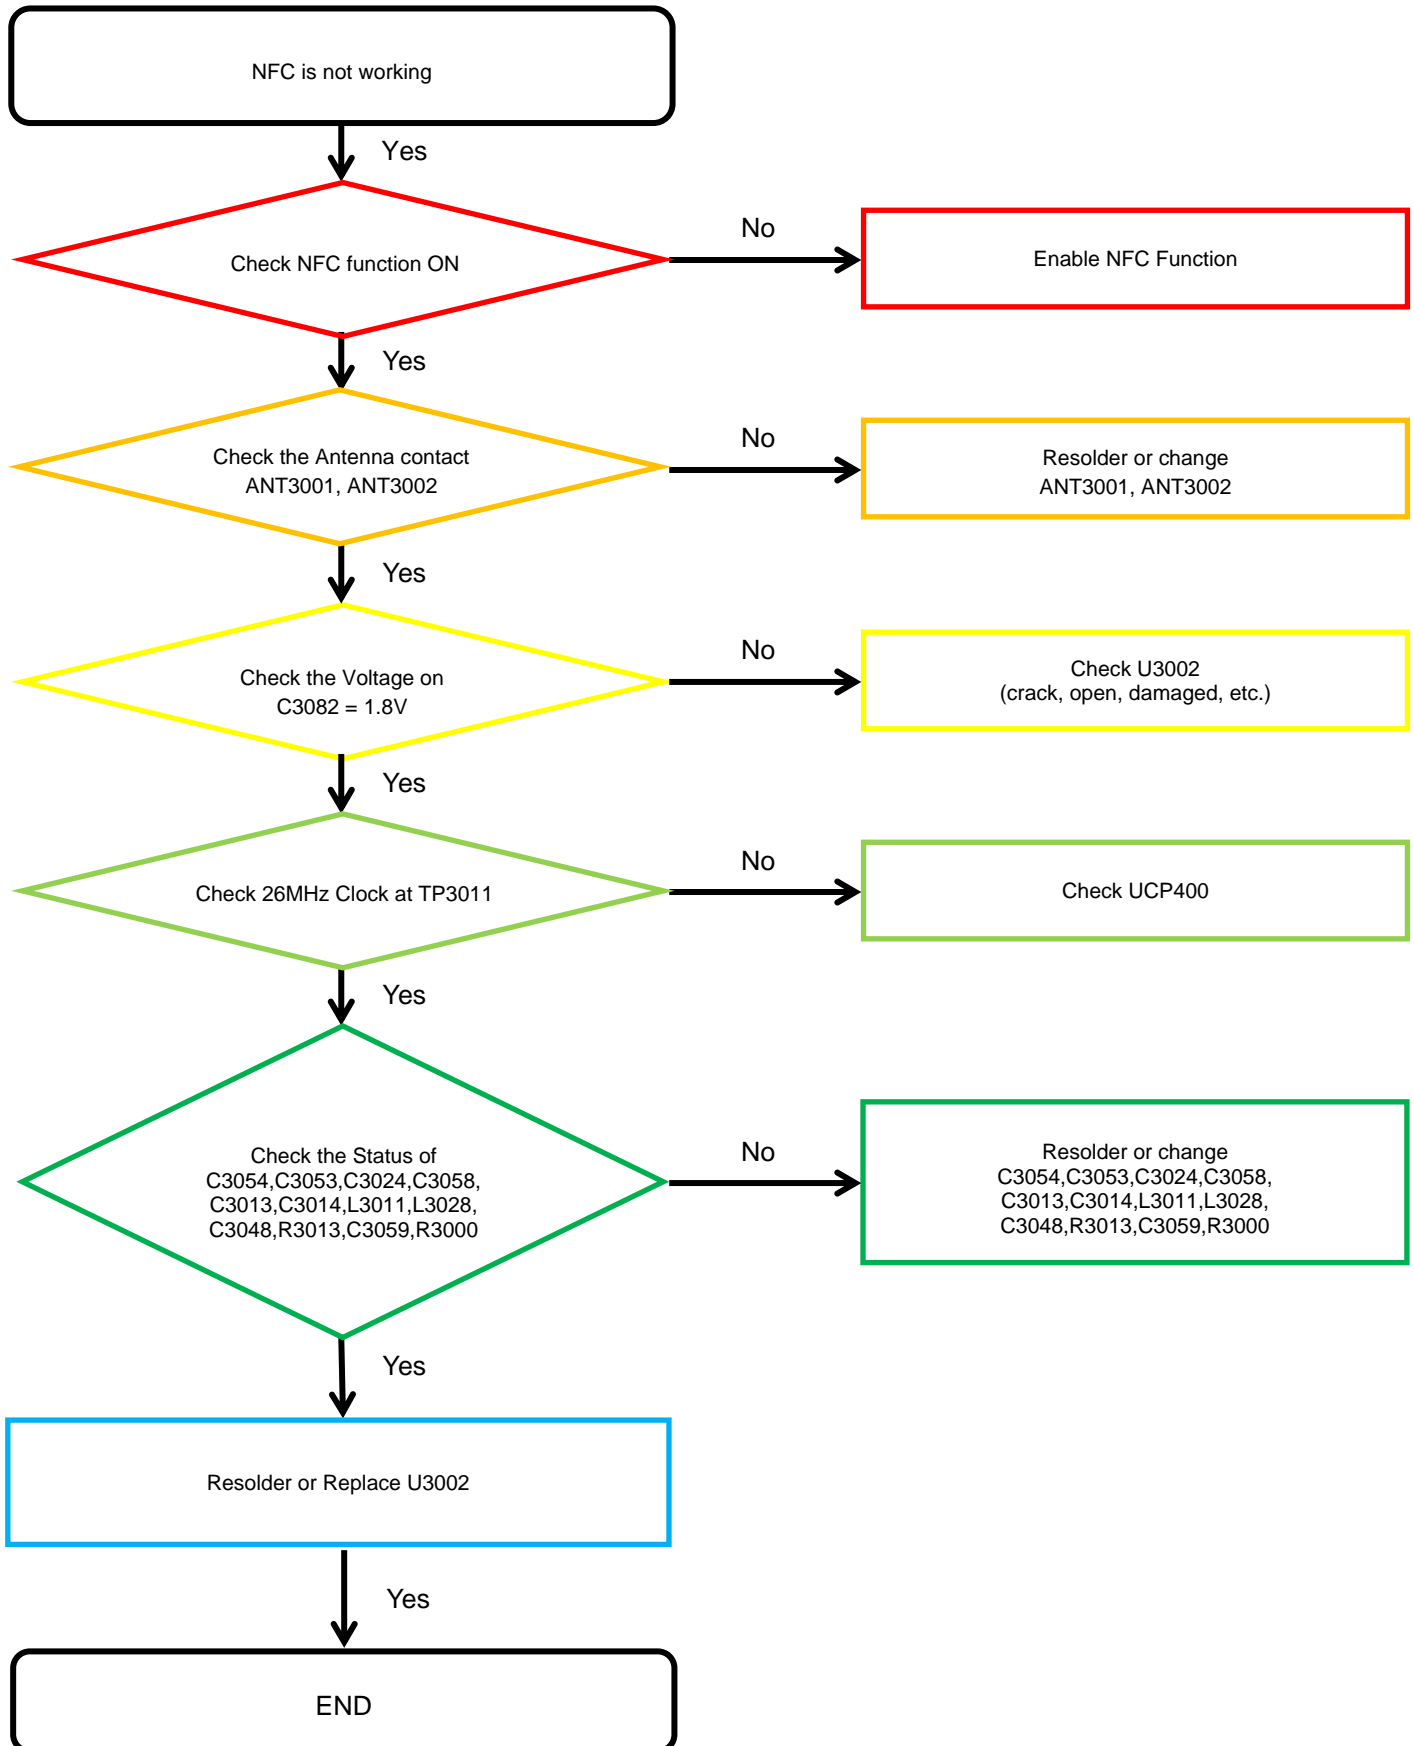 NFC is not working
Yes
Check NFC function ON
No
Enable NFC Function
Yes
Check the Antenna contact
ANT3001, ANT3002
No
Resolder or change
ANT3001, ANT3002
Yes
Check the Voltage on
C3082 = 1.8V
No
Check U3002
(crack, open, damaged, etc.)
Yes
Check 26MHz Clock at TP3011
No
Check UCP400
Yes
Check the Status of
C3054,C3053,C3024,C3058,
C3013,C3014,L3011,L3028,
C3048,R3013,C3059,R3000
No
Resolder or change
C3054,C3053,C3024,C3058,
C3013,C3014,L3011,L3028,
C3048,R3013,C3059,R3000
Yes
Resolder or Replace U3002
Yes
END